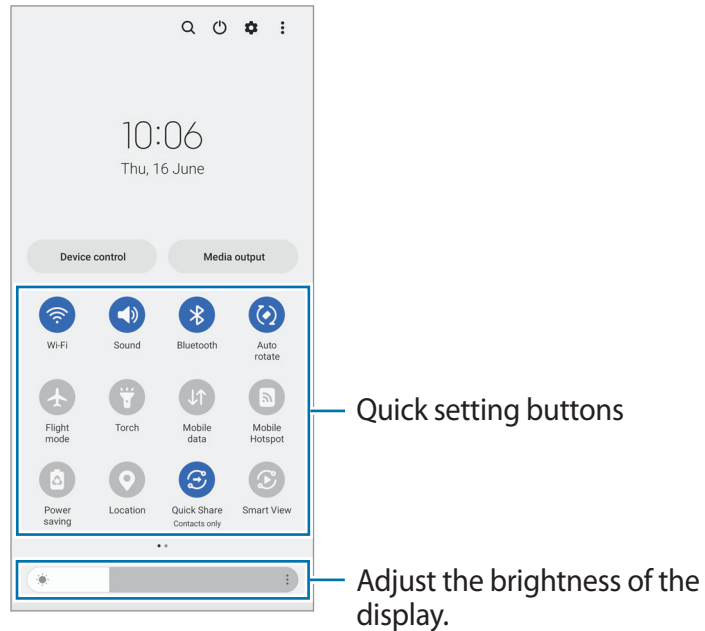 10:06
Thu, 16 June
Device control
Media output
Wi-Fi
Sound
Bluetooth
Auto
rotate
Flight
mode
Torch
Mobile
data
Mobile
Hotspot
Power
saving
Location
Quick Share
Contacts only
Smart View
Quick setting buttons
Adjust the brightness of the
display.